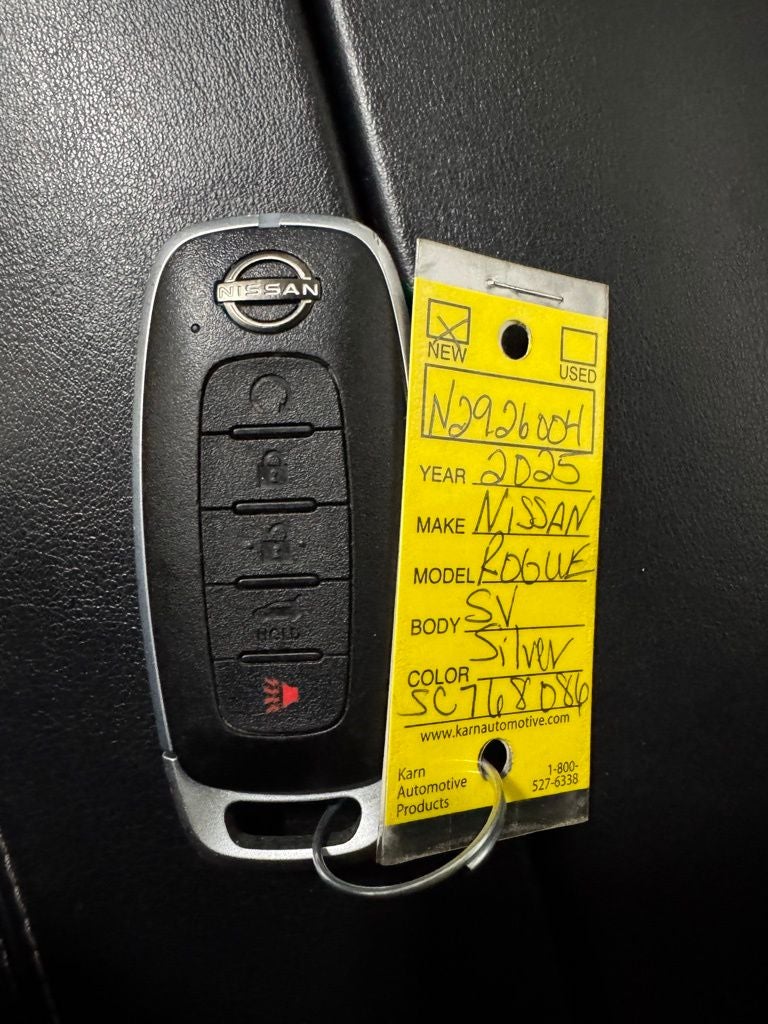 NISSAN
HOLD
NEW
USED
N2926004
YEAR 2025
MAKE NISSAN
MODEL ROGUE
BODY SV
COLOR Silver
SC768086
www.karnautomotive.com
Karn
Automotive
Products
1-800-
527-6338